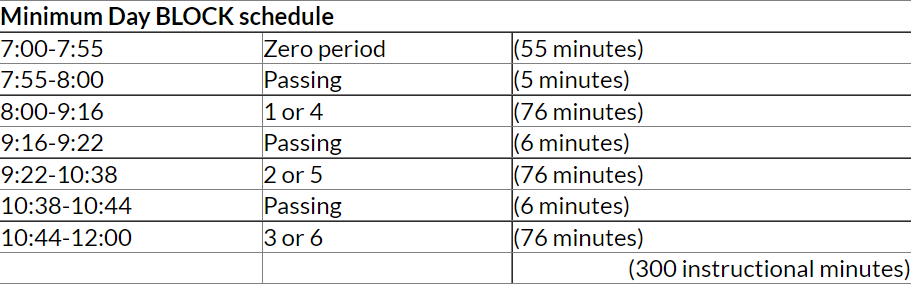 Minimum Day BLOCK schedule
7:00-7:55 Zero period (55 minutes)
7:55-8:00 Passing (5 minutes)
8:00-9:16 1 or 4 (76 minutes)
9:16-9:22 Passing (6 minutes)
9:22-10:38 2 or 5 (76 minutes)
10:38-10:44 Passing (6 minutes)
10:44-12:00 3 or 6 (76 minutes)
(300 instructional minutes)